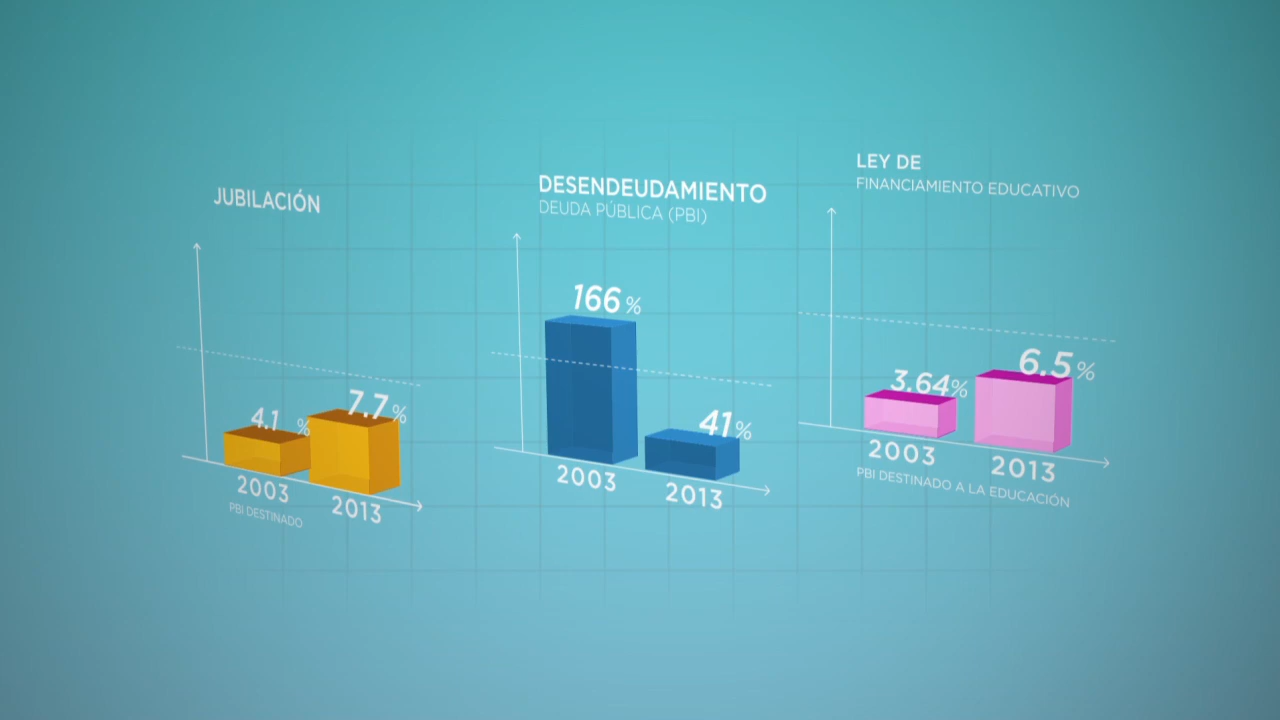 JUBILACIÓN
4.1 %
7.7 %
2003
2013
PBI DESTINADO
DESENDEUDAMIENTO
DEUDA PÚBLICA (PBI)
166 %
41 %
2003
2013
LEY DE
FINANCIAMIENTO EDUCATIVO
3.64 %
6.5 %
2003
2013
PBI DESTINADO A LA EDUCACIÓN